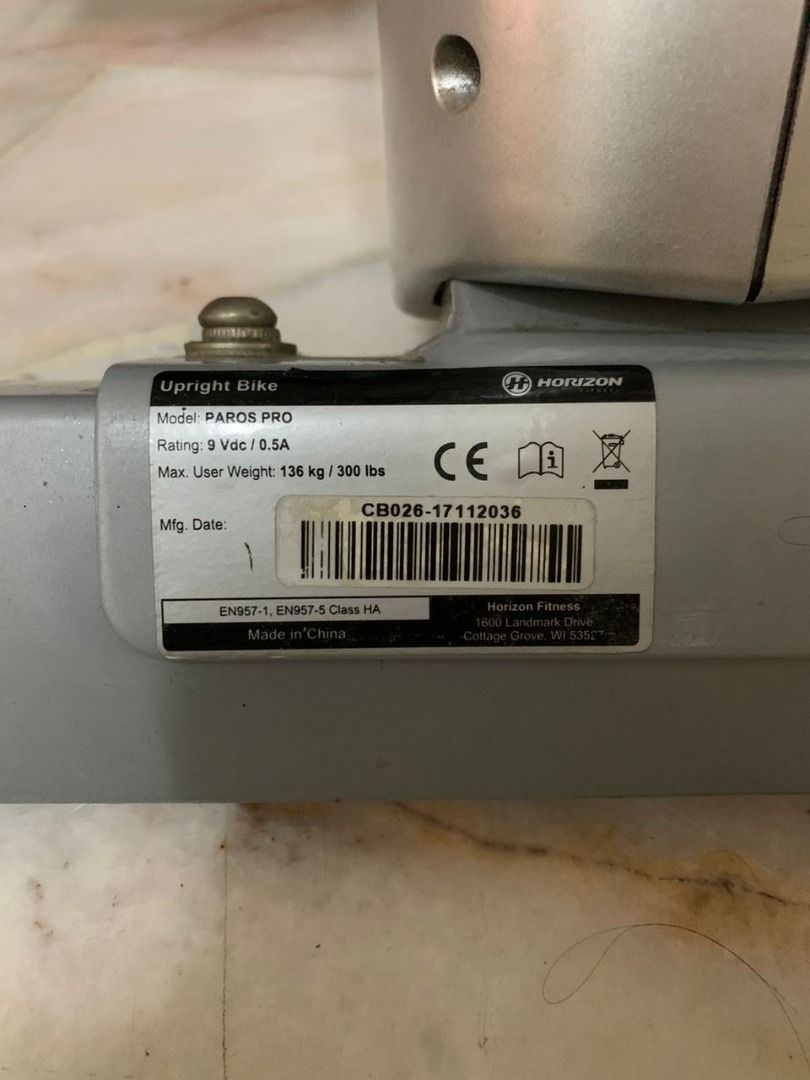 Upright Bike
HORIZON
FITNESS
Model: PAROS PRO
Rating: 9 Vdc / 0.5A
Max. User Weight: 136 kg / 300 lbs
CE
Mfg. Date:
CB026-17112036
EN957-1, EN957-5 Class HA
Made in China
Horizon Fitness
1600 Landmark Drive
Cottage Grove, WI 53527